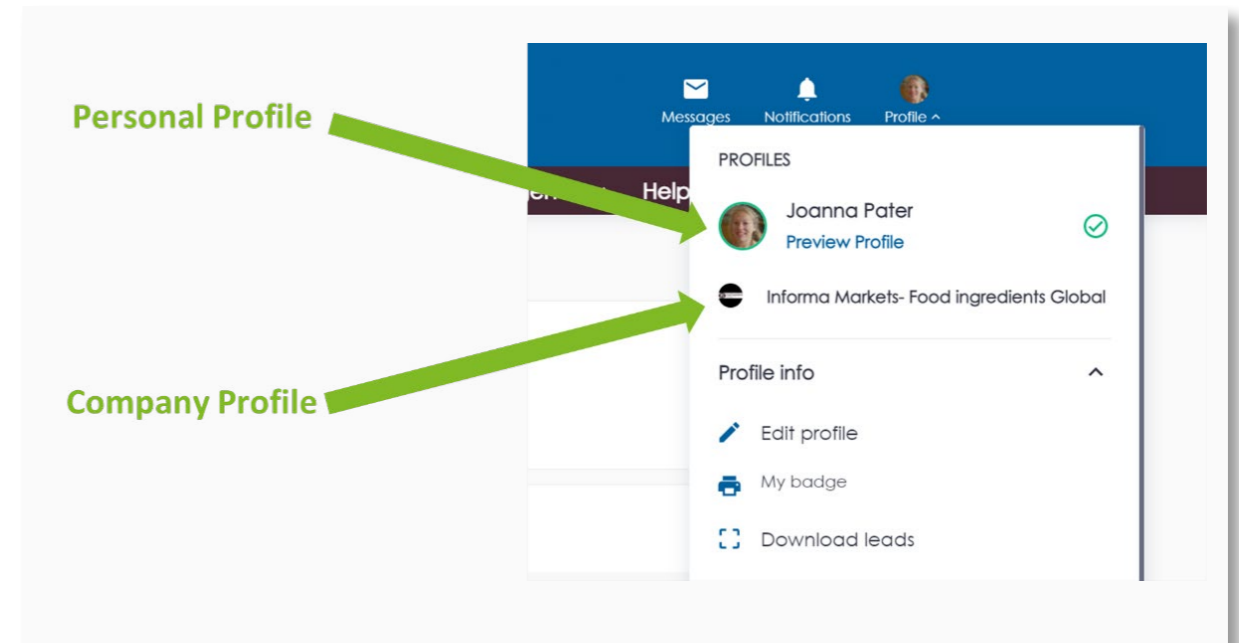 Personal Profile
Messages
Notifications
Profile
PROFILES
Help
Joanna Pater
Preview Profile
Informa Markets- Food ingredients Global
Company Profile
Profile info
Edit profile
My badge
Download leads